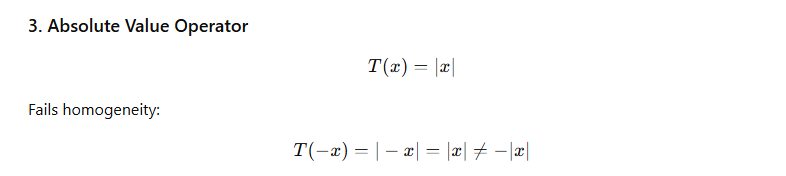 3. Absolute Value Operator
T(x) = |x|
Fails homogeneity:
T(−x) = | − x| = |x| ≠ −|x|